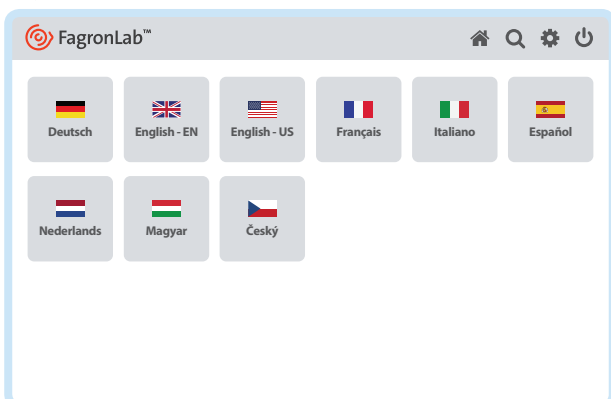 FagronLab™
Deutsch
English - EN
English - US
Français
Italiano
Español
Nederlands
Magyar
Český